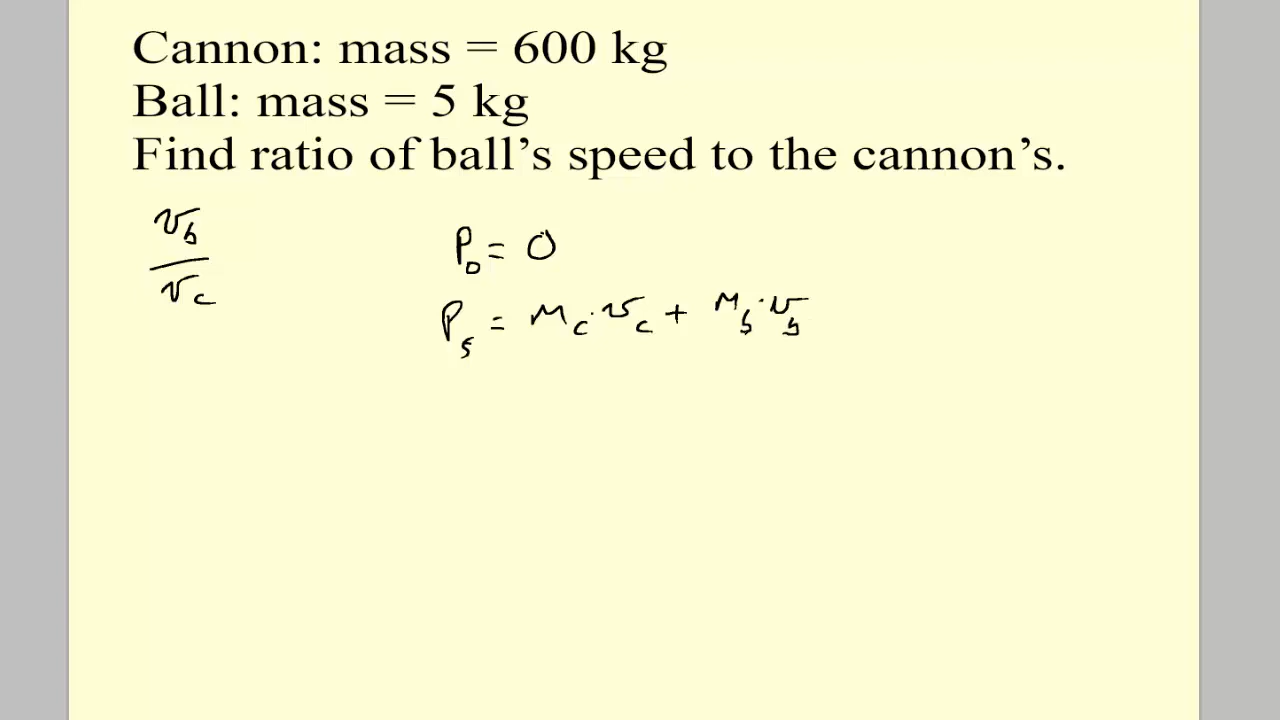 Cannon: mass = 600 kg
Ball: mass = 5 kg
Find ratio of ball’s speed to the cannon’s.
v_b / v_c
P_0 = 0
P_f = M_c · v_c + M_b · v_b